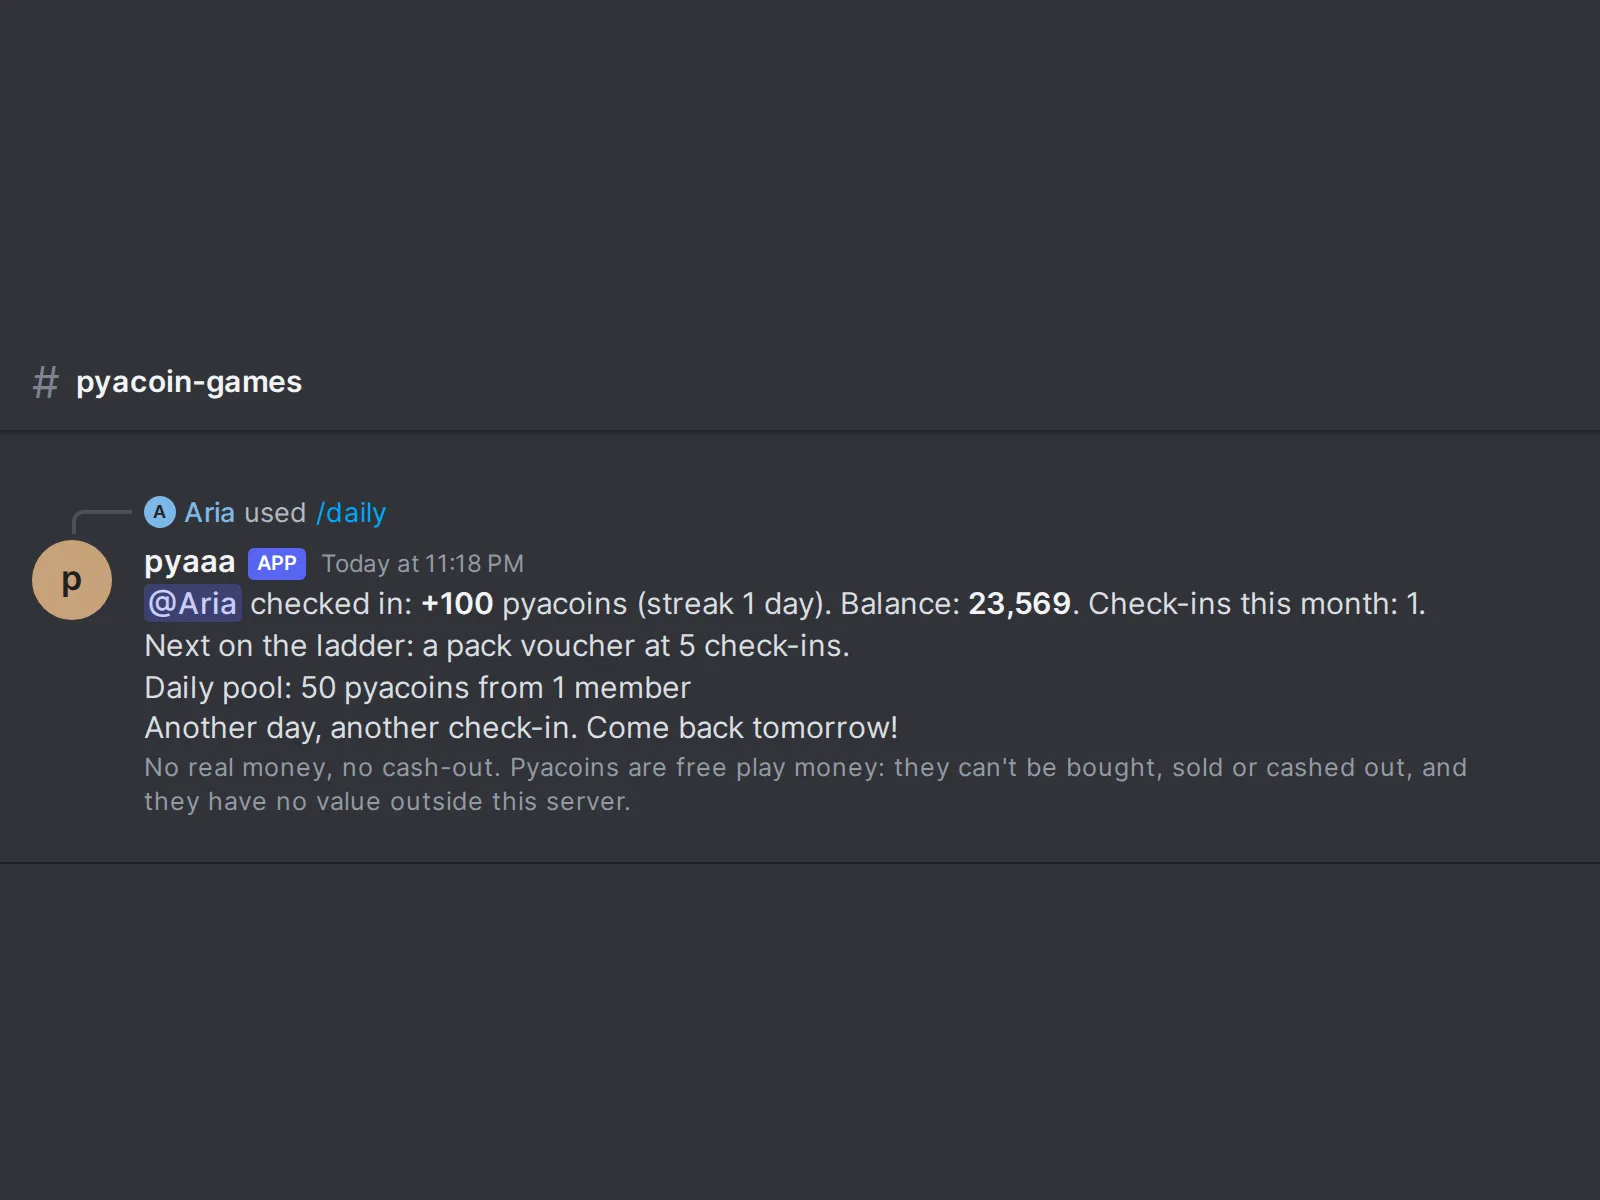 # pyacoin-games
A Aria used /daily
p
pyaaa APP Today at 11:18 PM
@Aria checked in: +100 pyacoins (streak 1 day). Balance: 23,569. Check-ins this month: 1.
Next on the ladder: a pack voucher at 5 check-ins.
Daily pool: 50 pyacoins from 1 member
Another day, another check-in. Come back tomorrow!
No real money, no cash-out. Pyacoins are free play money: they can't be bought, sold or cashed out, and
they have no value outside this server.